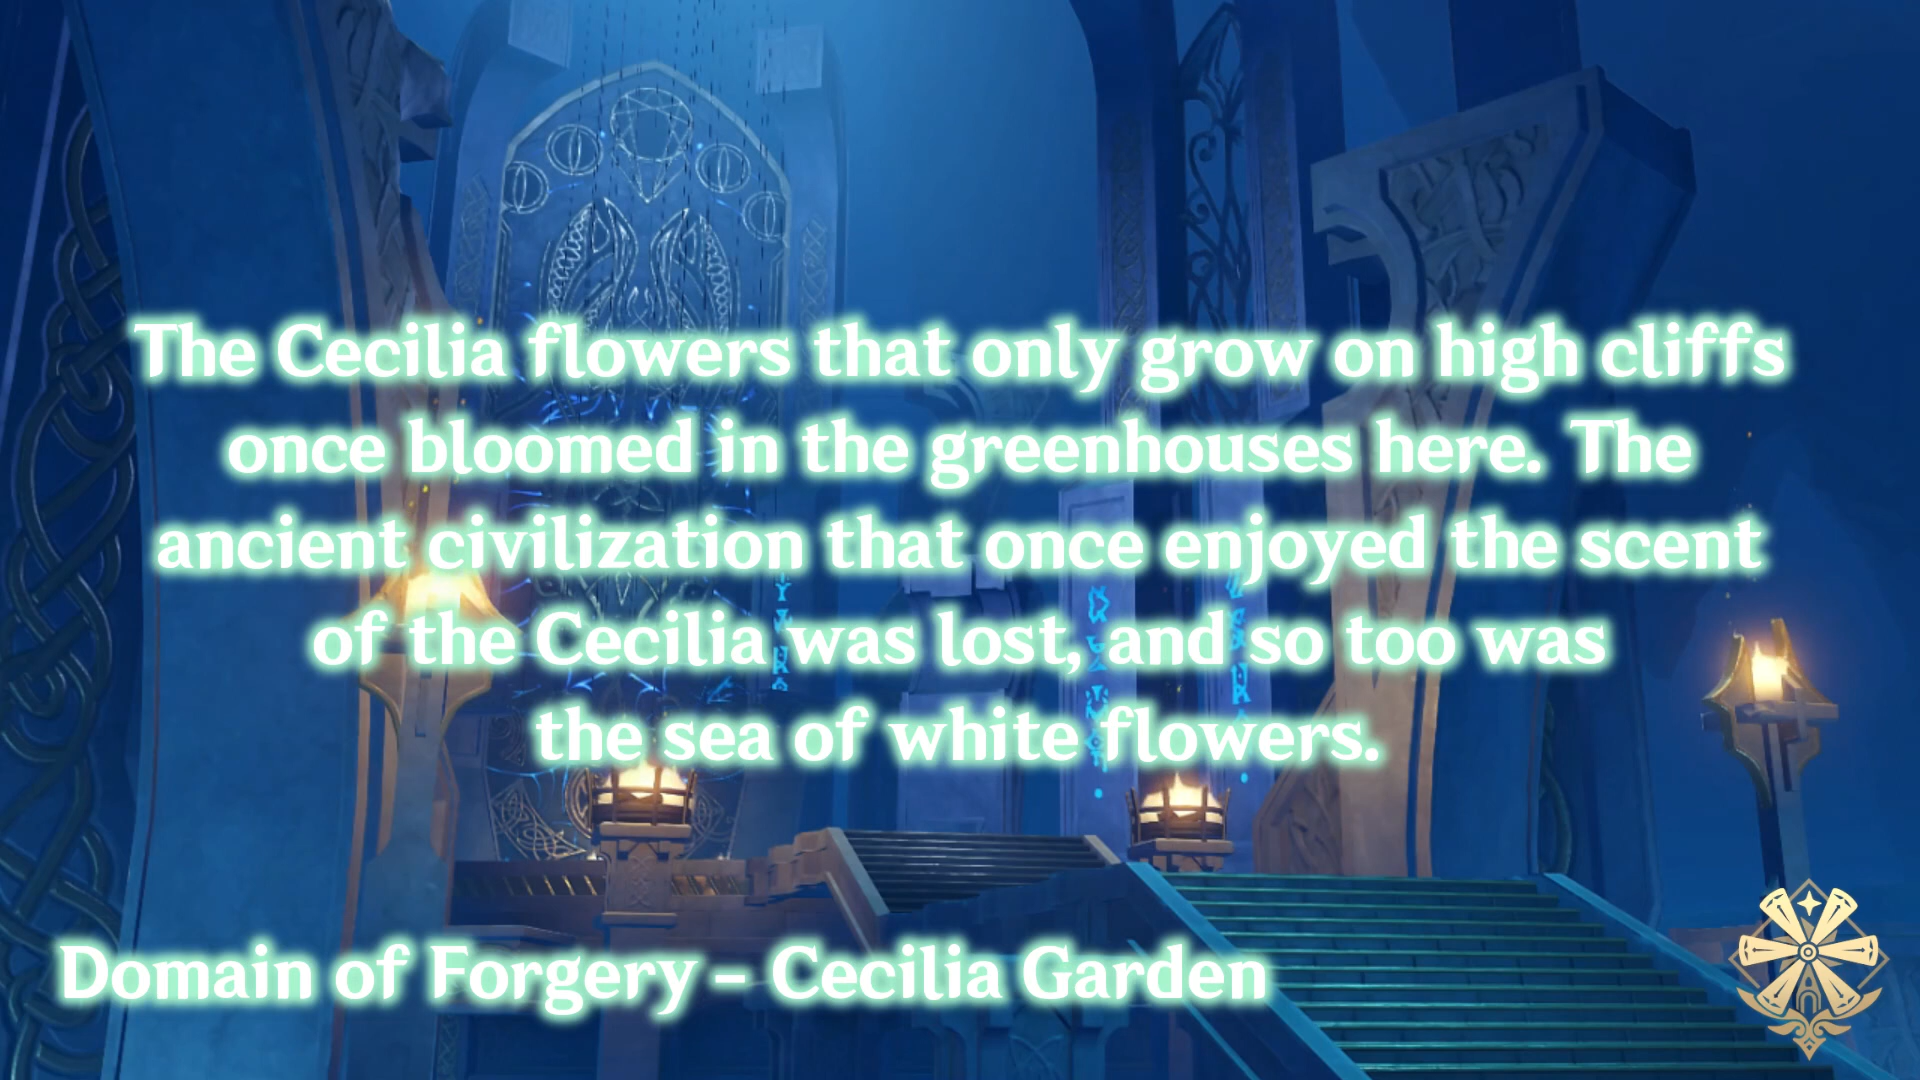 The Cecilia flowers that only grow on high cliffs
once bloomed in the greenhouses here. The
ancient civilization that once enjoyed the scent
of the Cecilia was lost, and so too was
the sea of white flowers.
Domain of Forgery – Cecilia Garden